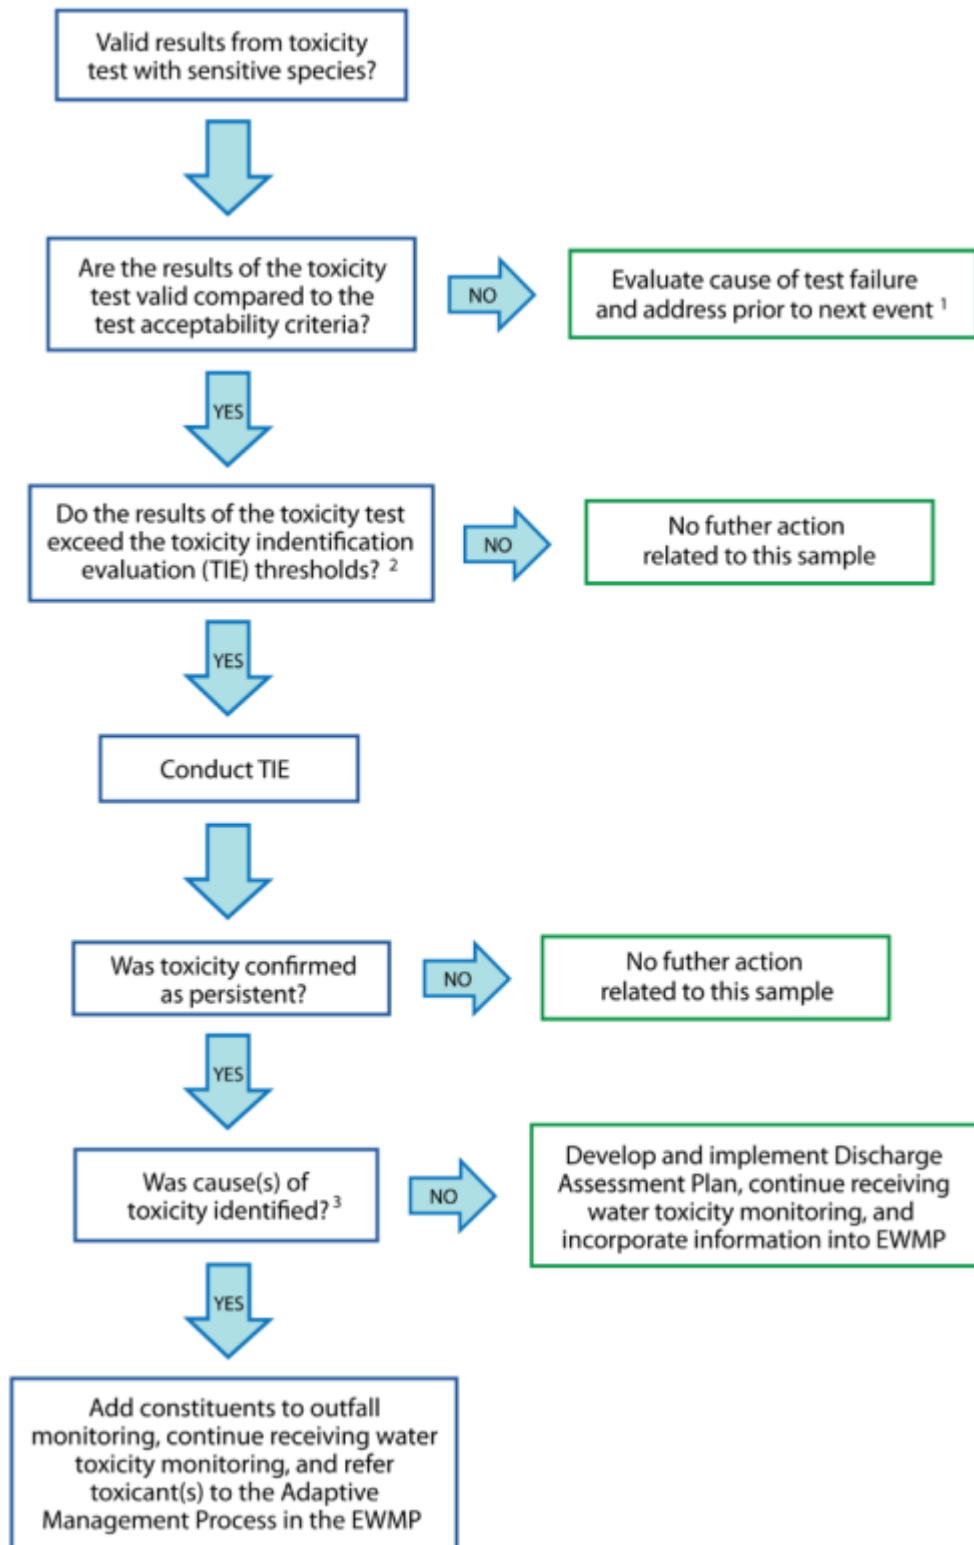 Valid results from toxicity
test with sensitive species?
Are the results of the toxicity
test valid compared to the
test acceptability criteria?
NO
Evaluate cause of test failure
and address prior to next event 1
YES
Do the results of the toxicity test
exceed the toxicity indentification
evaluation (TIE) thresholds? 2
NO
No futher action
related to this sample
YES
Conduct TIE
Was toxicity confirmed
as persistent?
NO
No futher action
related to this sample
YES
Was cause(s) of
toxicity identified? 3
NO
Develop and implement Discharge
Assessment Plan, continue receiving
water toxicity monitoring, and
incorporate information into EWMP
YES
Add constituents to outfall
monitoring, continue receiving water
toxicity monitoring, and refer
toxicant(s) to the Adaptive
Management Process in the EWMP